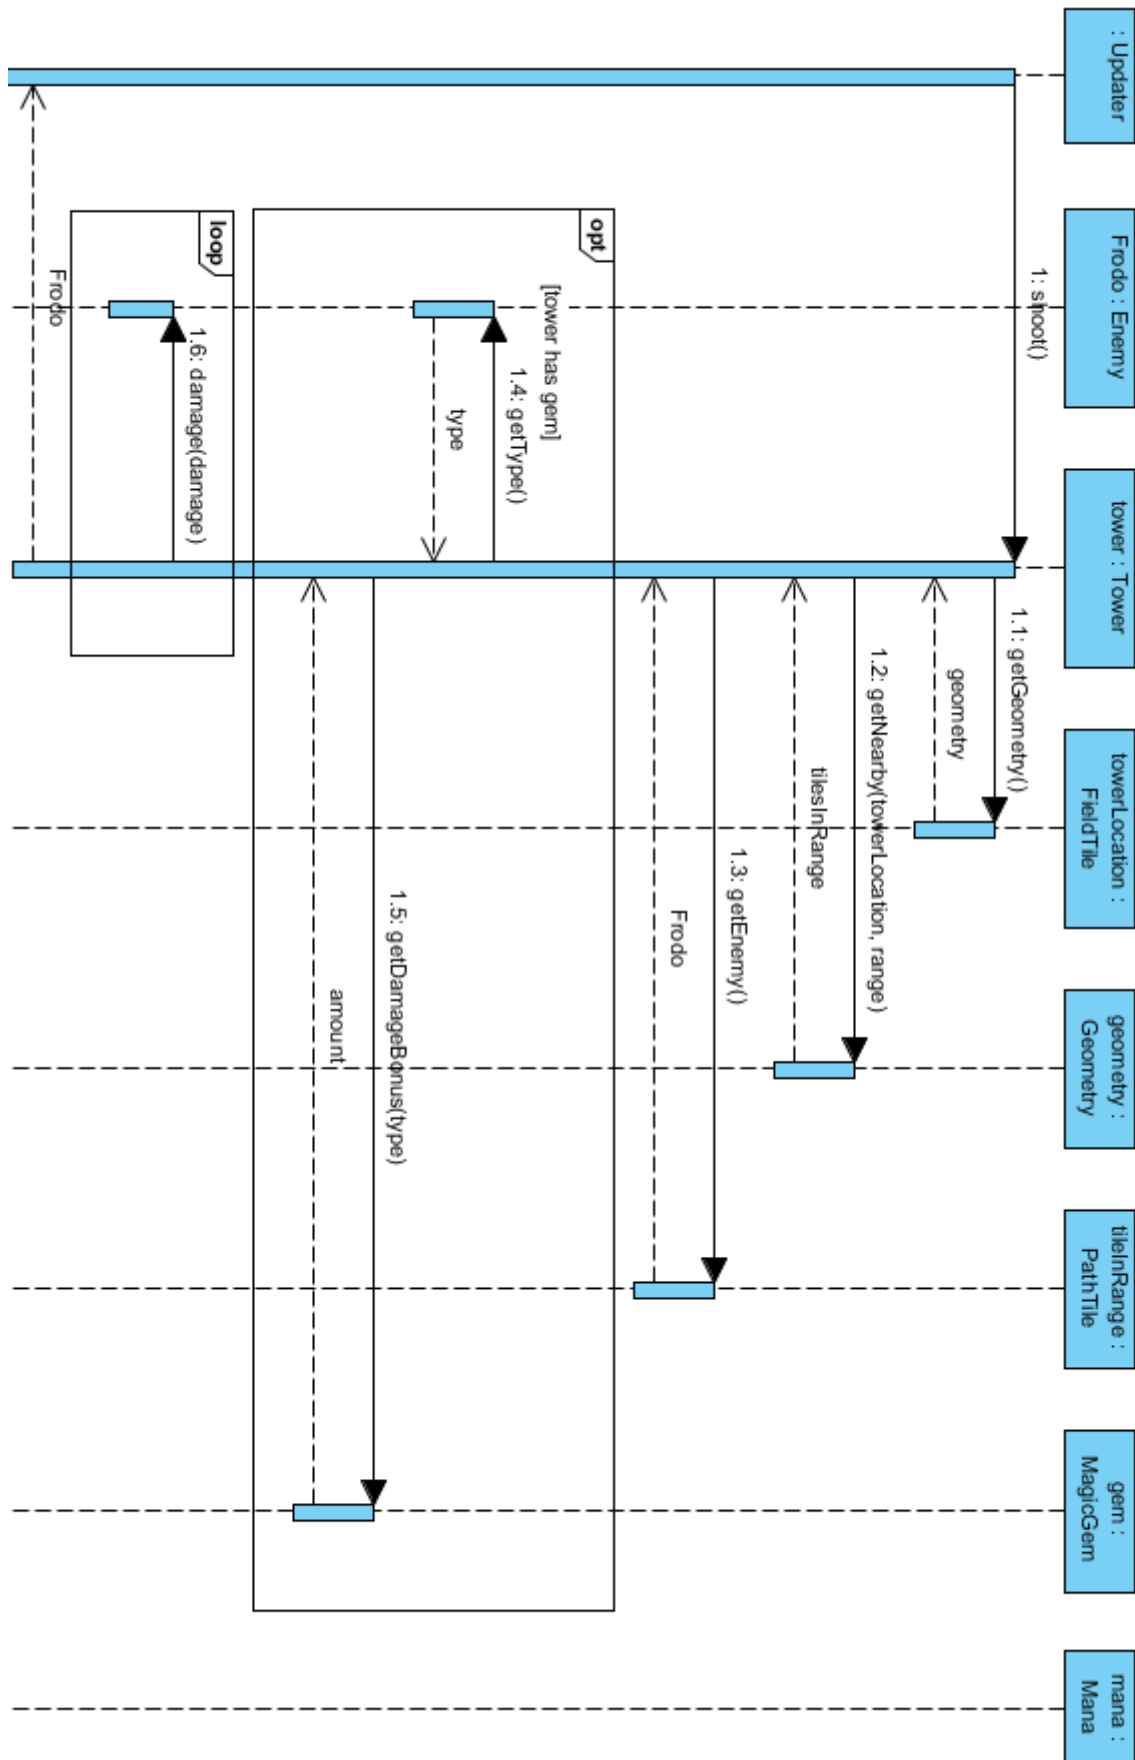 : Updater
Frodo : Enemy
tower : Tower
towerLocation :
FieldTile
geometry :
Geometry
tileInRange :
PathTile
gem :
MagicGem
mana :
Mana
1: shoot()
1.1: getGeometry()
geometry
1.2: getNearby(towerLocation, range)
tilesInRange
1.3: getEnemy()
Frodo
opt
[tower has gem]
1.4: getType()
type
1.5: getDamageBonus(type)
amount
loop
1.6: damage(damage)
Frodo